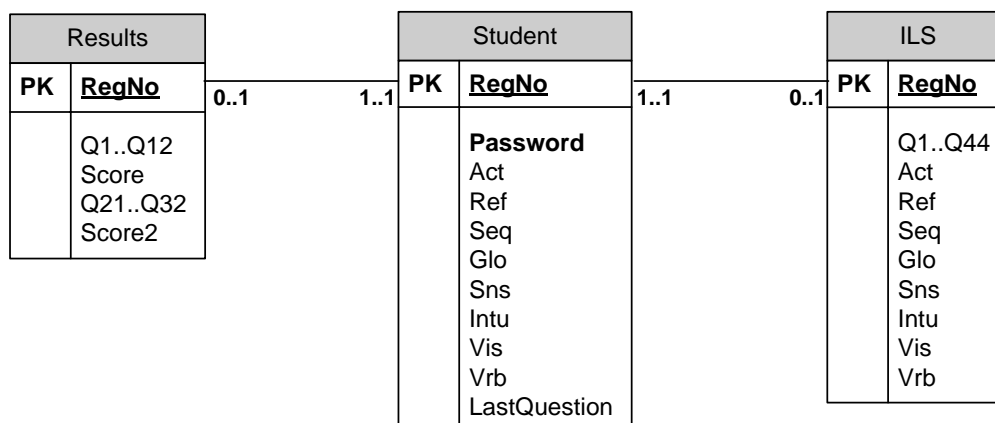 Results
PK RegNo
Q1..Q12
Score
Q21..Q32
Score2
0..1
1..1
Student
PK RegNo
Password
Act
Ref
Seq
Glo
Sns
Intu
Vis
Vrb
LastQuestion
1..1
0..1
ILS
PK RegNo
Q1..Q44
Act
Ref
Seq
Glo
Sns
Intu
Vis
Vrb